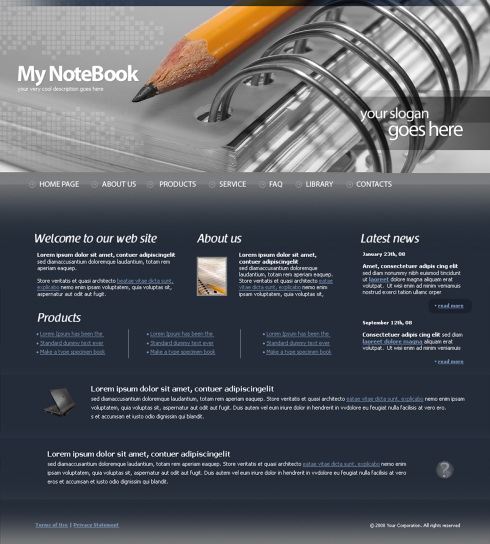 My NoteBook
your very cool description goes here
your slogan
goes here
HOME PAGE
ABOUT US
PRODUCTS
SERVICE
FAQ
LIBRARY
CONTACTS
Welcome to our web site
Lorem ipsum dolor sit amet, contuer adipiscingelit
sed diamacusantium doloremque laudantium, totam rem
aperiam eaque.
Store veritatis et quasi architecto beatae vitae dicta sunt,
explicabo nemo enim ipsam voluptatem, quia voluptas sit,
aspernatur aut odit aut fugit.
About us
Lorem ipsum dolor sit amet,
contuer adipiscingelit
sed diamacusantium doloremque
laudantium, totam rem aperiam eaque.
Store veritatis et quasi architecto
beatae vitae dicta sunt, explicabo
nemo enim ipsam
voluptatem, quia voluptas sit,
Latest news
January 23th, 08
Amet, consectetuer adipis cing elit
sed diam nonummy nibh euismod tincidunt
ut laoreet dolore magna aliquam erat
volutpat. Ut wisi enim ad minim veniamus
nostrud exerci tation ullamc orper
read more
September 12th, 08
Consectetuer adipis cing elit sed diam
laoreet dolore magna aliquam erat
volutpat. Ut wisi enim ad minim veniamus
read more
Products
Lorem Ipsum has been the
Standard dummy text ever
Make a type specimen book
Lorem Ipsum has been the
Standard dummy text ever
Make a type specimen book
Lorem Ipsum has been the
Standard dummy text ever
Make a type specimen book
Lorem ipsum dolor sit amet, contuer adipiscingelit
sed diamacusantium doloremque laudantium, totam rem aperiam eaque. Store veritatis et quasi architecto beatae vitae dicta sunt, explicabo nemo enim ipsam
voluptatem, quia voluptas sit, aspernatur aut odit aut fugit. Duis autem vel eum iriure dolor in hendrerit in vvoludore eu feugiat nulla facilisis at vero ero.
s et accumsan et iusto odio dignissim qui blandit.
Lorem ipsum dolor sit amet, contuer adipiscingelit
sed diamacusantium doloremque laudantium, totam rem aperiam eaque. Store veritatis et quasi architecto beatae vitae dicta sunt, explicabo nemo enim
ipsam voluptatem, quia voluptas sit, aspernatur aut odit aut fugit. Duis autem vel eum iriure dolor in hendrerit in vvoludore eu feugiat nulla facilisis at vero
eros et accumsan et iusto odio dignissim qui blandit.
?
Terms of Use | Privacy Statement
© 2008 Your Corporation. All rights reserved